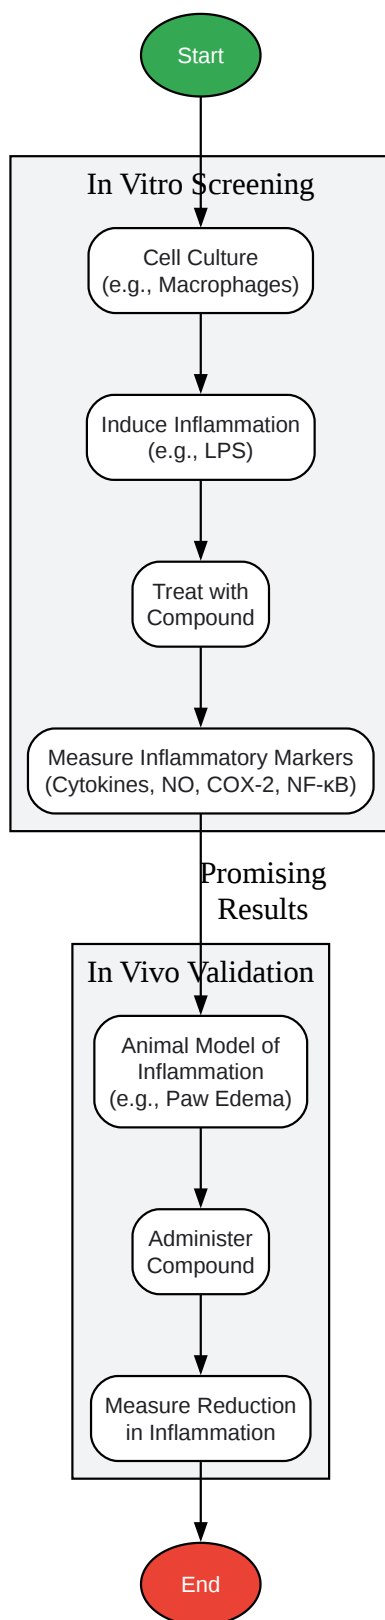 Start
In Vitro Screening
Cell Culture
(e.g., Macrophages)
Induce Inflammation
(e.g., LPS)
Treat with
Compound
Measure Inflammatory Markers
(Cytokines, NO, COX-2, NF-κB)
Promising
Results
In Vivo Validation
Animal Model of
Inflammation
(e.g., Paw Edema)
Administer
Compound
Measure Reduction
in Inflammation
End